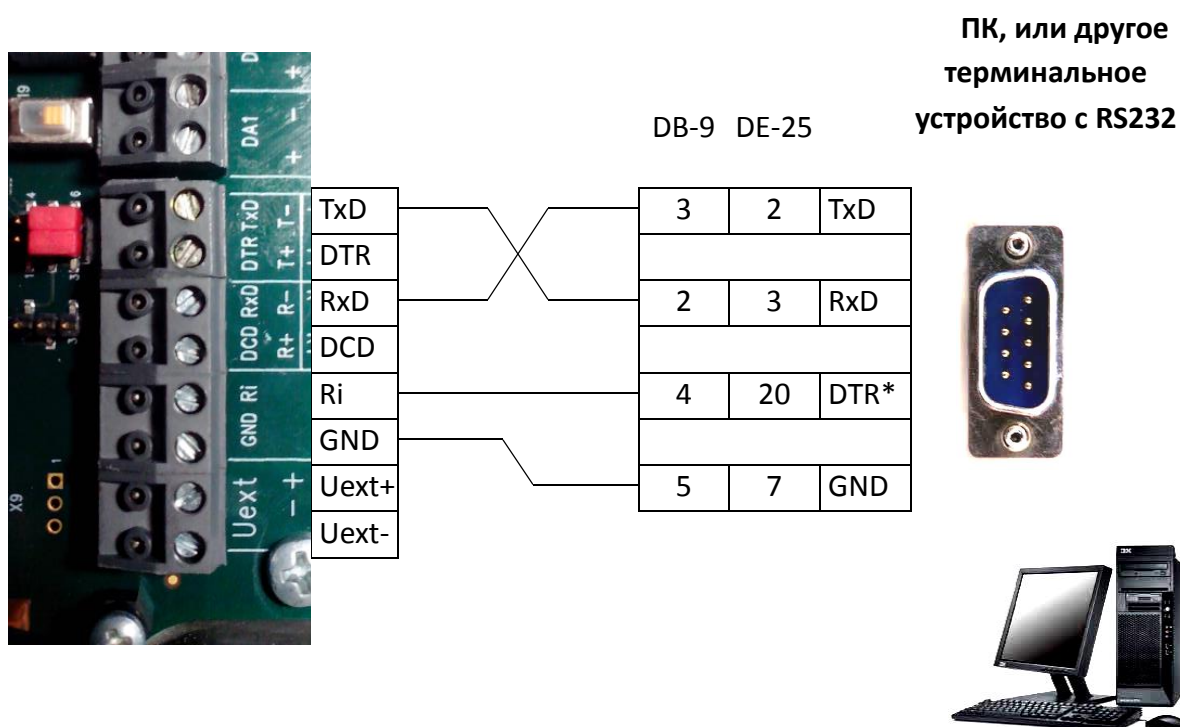 ПК, или другое
терминальное
устройство с RS232
DB-9 DE-25
TxD
DTR
RxD
DCD
Ri
GND
Uext+
Uext-
3 2 TxD
2 3 RxD
4 20 DTR*
5 7 GND
DA1
+ -
DTR TxD
T+ T-
DCD RxD
R+ R-
GND Ri
Uext
- +
X9
1